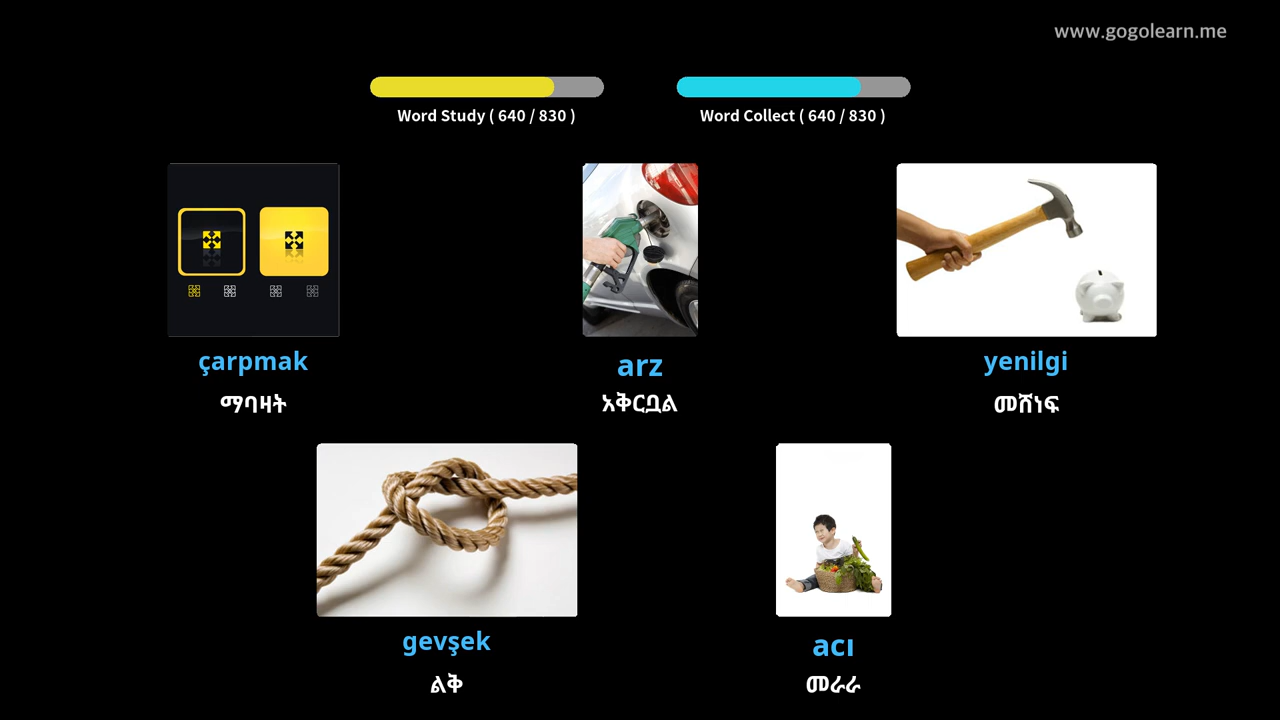 www.gogolearn.me
Word Study ( 640 / 830 )
Word Collect ( 640 / 830 )
çarpmak
ማባዛት
arz
አቅርቧል
yenilgi
መሸነፍ
gevşek
ልቅ
acı
መራራ